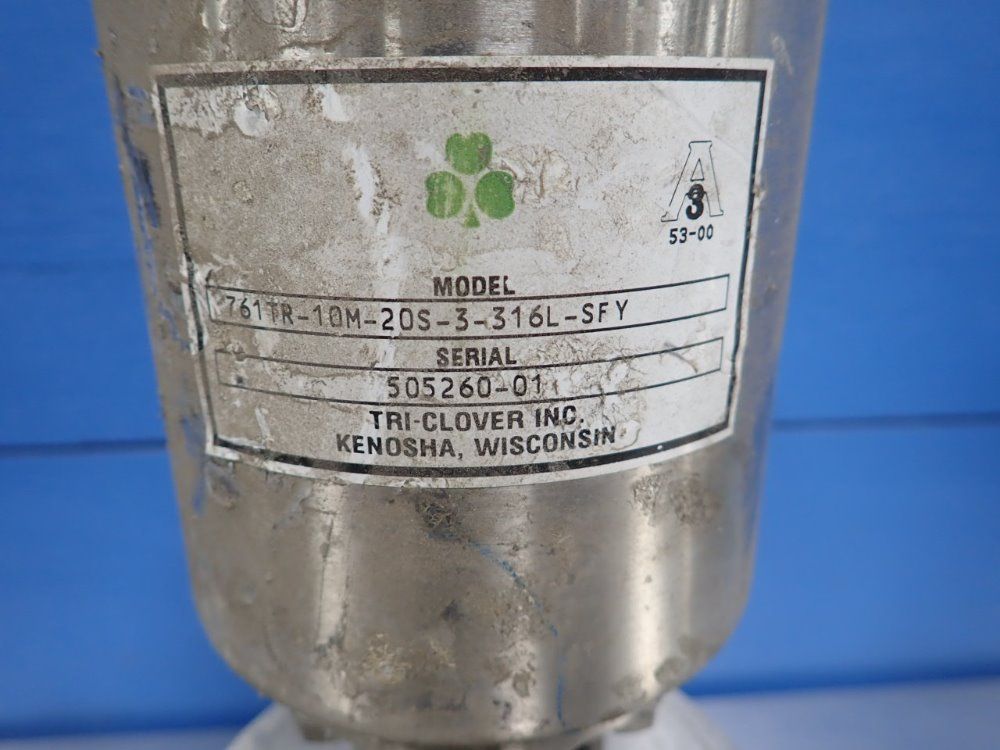 A
3
53-00
MODEL
761TR-10M-20S-3-316L-SFY
SERIAL
505260-01
TRI-CLOVER INC.
KENOSHA, WISCONSIN